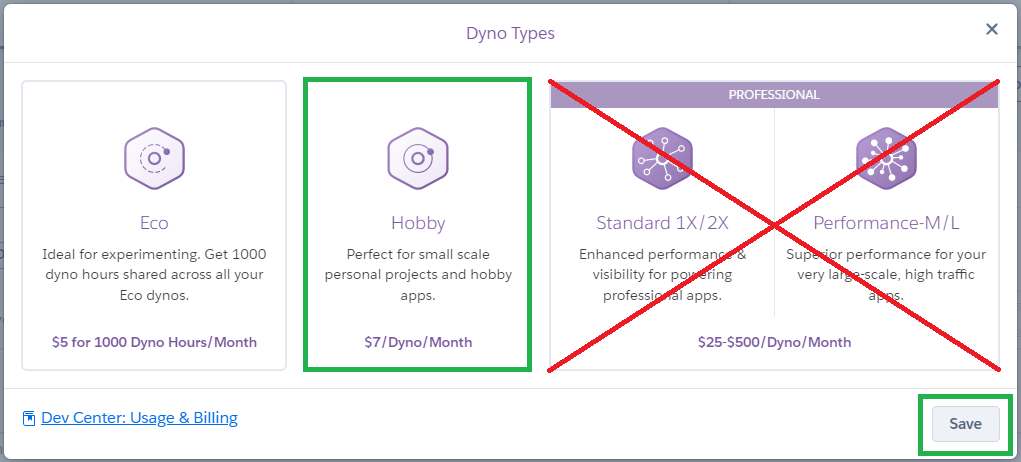 Dyno Types
Eco
Ideal for experimenting. Get 1000
dyno hours shared across all your
Eco dynos.
$5 for 1000 Dyno Hours/Month
Hobby
Perfect for small scale
personal projects and hobby
apps.
$7/Dyno/Month
PROFESSIONAL
Standard 1X/2X
Enhanced performance &
visibility for powering
professional apps.
Performance-M/L
Superior performance for your
very large-scale, high traffic
apps.
$25-$500/Dyno/Month
Dev Center: Usage & Billing
Save